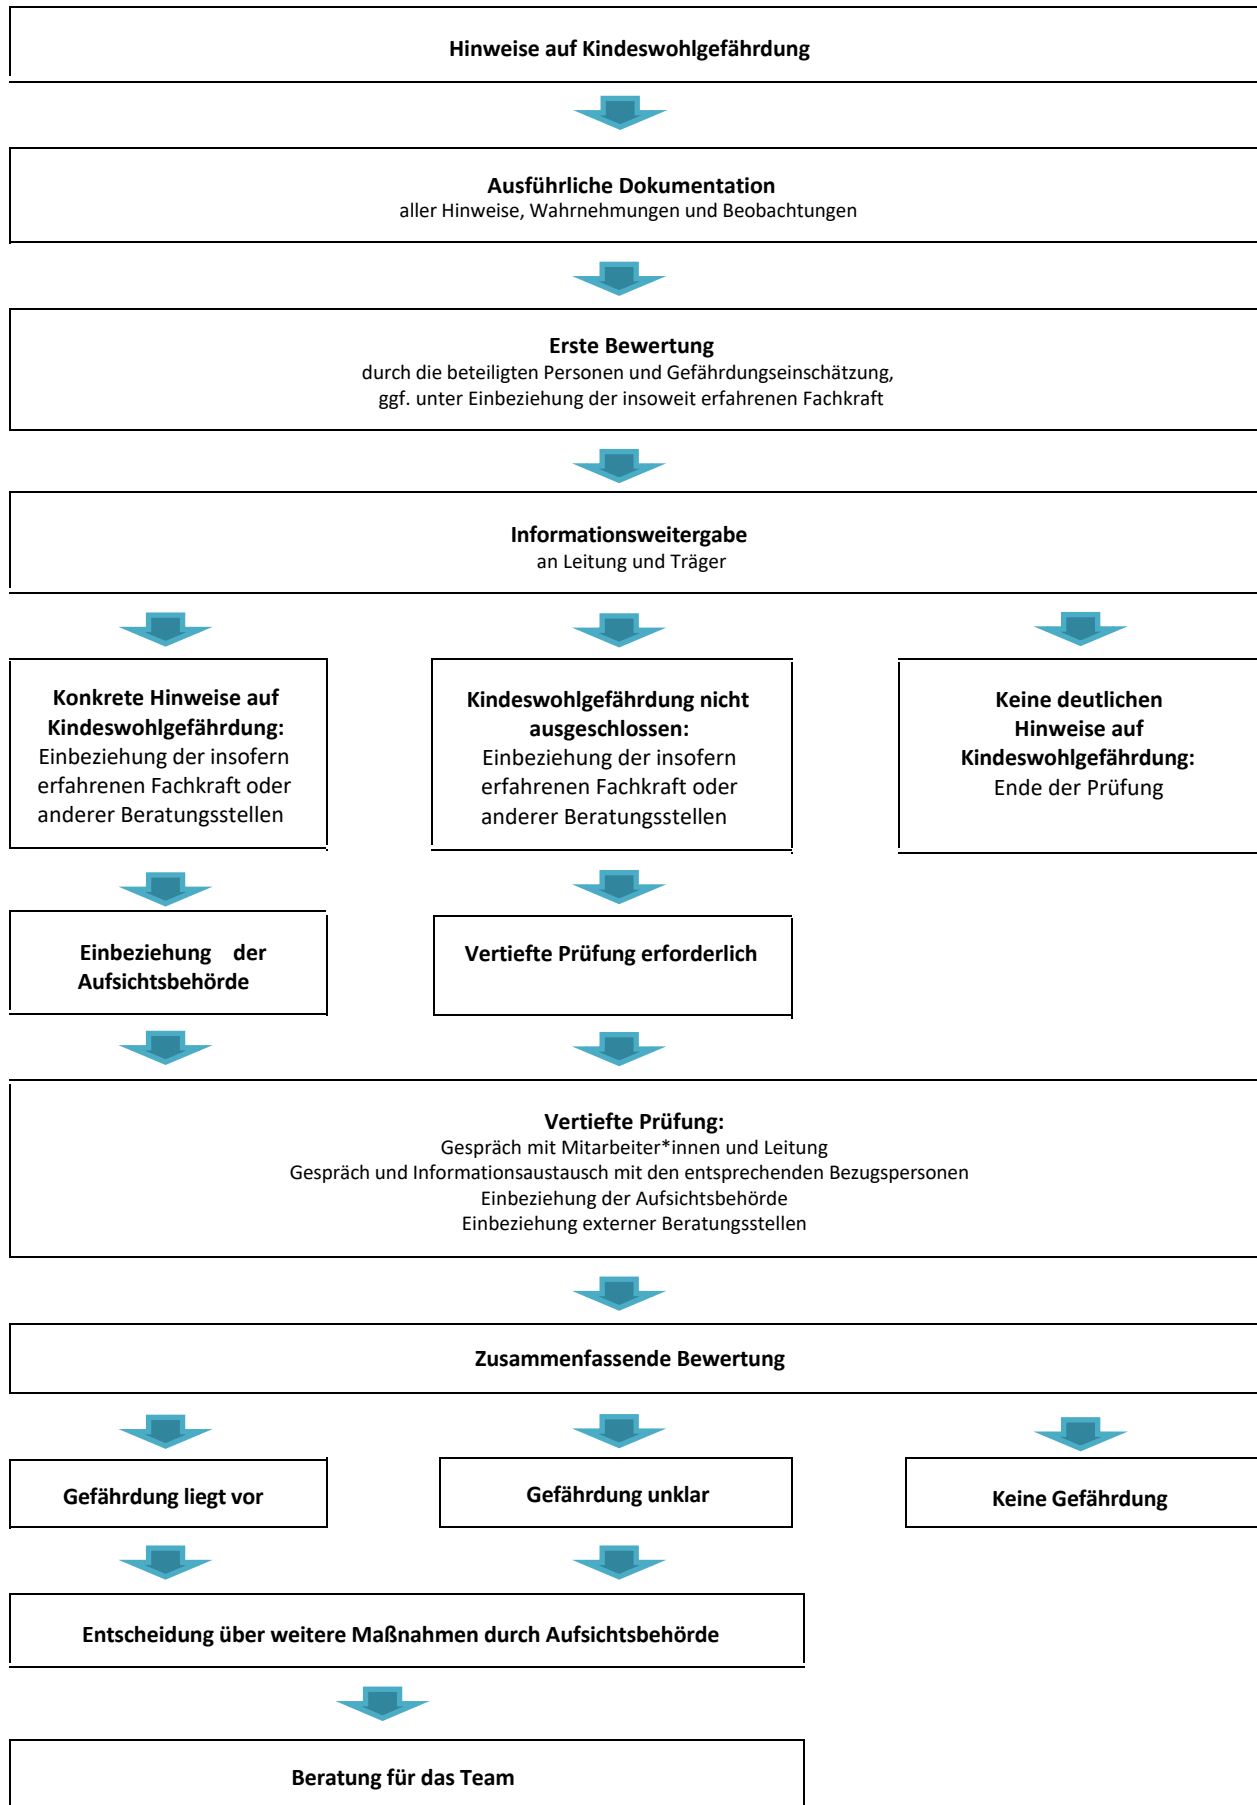 Hinweise auf Kindeswohlgefährdung
Ausführliche Dokumentation
aller Hinweise, Wahrnehmungen und Beobachtungen
Erste Bewertung
durch die beteiligten Personen und Gefährdungseinschätzung,
ggf. unter Einbeziehung der insoweit erfahrenen Fachkraft
Informationsweitergabe
an Leitung und Träger
Konkrete Hinweise auf
Kindeswohlgefährdung:
Einbeziehung der insofern
erfahrenen Fachkraft oder
anderer Beratungsstellen
Kindeswohlgefährdung nicht
ausgeschlossen:
Einbeziehung der insofern
erfahrenen Fachkraft oder
anderer Beratungsstellen
Keine deutlichen
Hinweise auf
Kindeswohlgefährdung:
Ende der Prüfung
Einbeziehung der
Aufsichtsbehörde
Vertiefte Prüfung erforderlich
Vertiefte Prüfung:
Gespräch mit Mitarbeiter*innen und Leitung
Gespräch und Informationsaustausch mit den entsprechenden Bezugspersonen
Einbeziehung der Aufsichtsbehörde
Einbeziehung externer Beratungsstellen
Zusammenfassende Bewertung
Gefährdung liegt vor
Gefährdung unklar
Keine Gefährdung
Entscheidung über weitere Maßnahmen durch Aufsichtsbehörde
Beratung für das Team